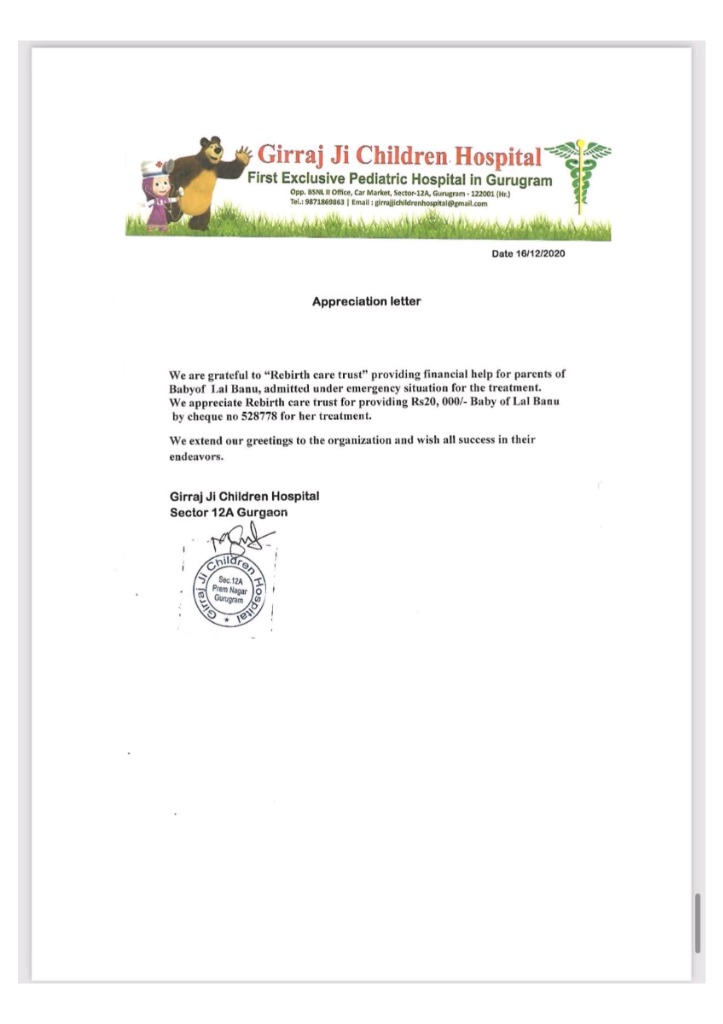 Girraj Ji Children Hospital
First Exclusive Pediatric Hospital in Gurugram
Opp. BSNL II Office, Car Market, Sector-12A, Gurugram - 122001 (Hr.)
Tel.: 9871869863 | Email : girrajjichildrenhospital@gmail.com
Date 16/12/2020
Appreciation letter
We are grateful to “Rebirth care trust” providing financial help for parents of
Babyof Lal Banu, admitted under emergency situation for the treatment.
We appreciate Rebirth care trust for providing Rs20, 000/- Baby of Lal Banu
by cheque no 528778 for her treatment.
We extend our greetings to the organization and wish all success in their
endeavors.
Girraj Ji Children Hospital
Sector 12A Gurgaon
Girraj Ji Children Hospital
Sec.12A
Prem Nagar
Gurugram